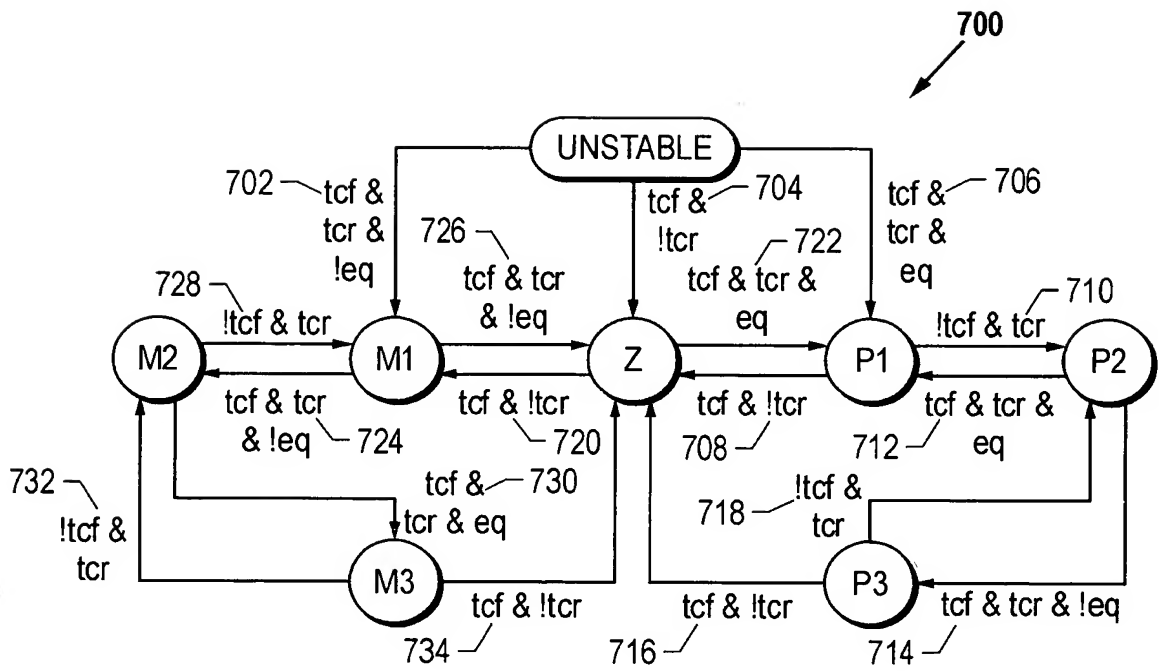 700
UNSTABLE
702
tcf &
tcr &
!eq
704
tcf &
!tcr
706
tcf &
tcr &
eq
726
tcf & tcr
& !eq
722
tcf & tcr &
eq
728
!tcf & tcr
710
!tcf & tcr
M2
M1
Z
P1
P2
tcf & tcr
& !eq
724
tcf & !tcr
720
tcf & !tcr
708
tcf & tcr &
eq
712
732
!tcf &
tcr
tcf &
tcr & eq
730
718
!tcf &
tcr
M3
P3
tcf & !tcr
734
tcf & !tcr
716
tcf & tcr & !eq
714